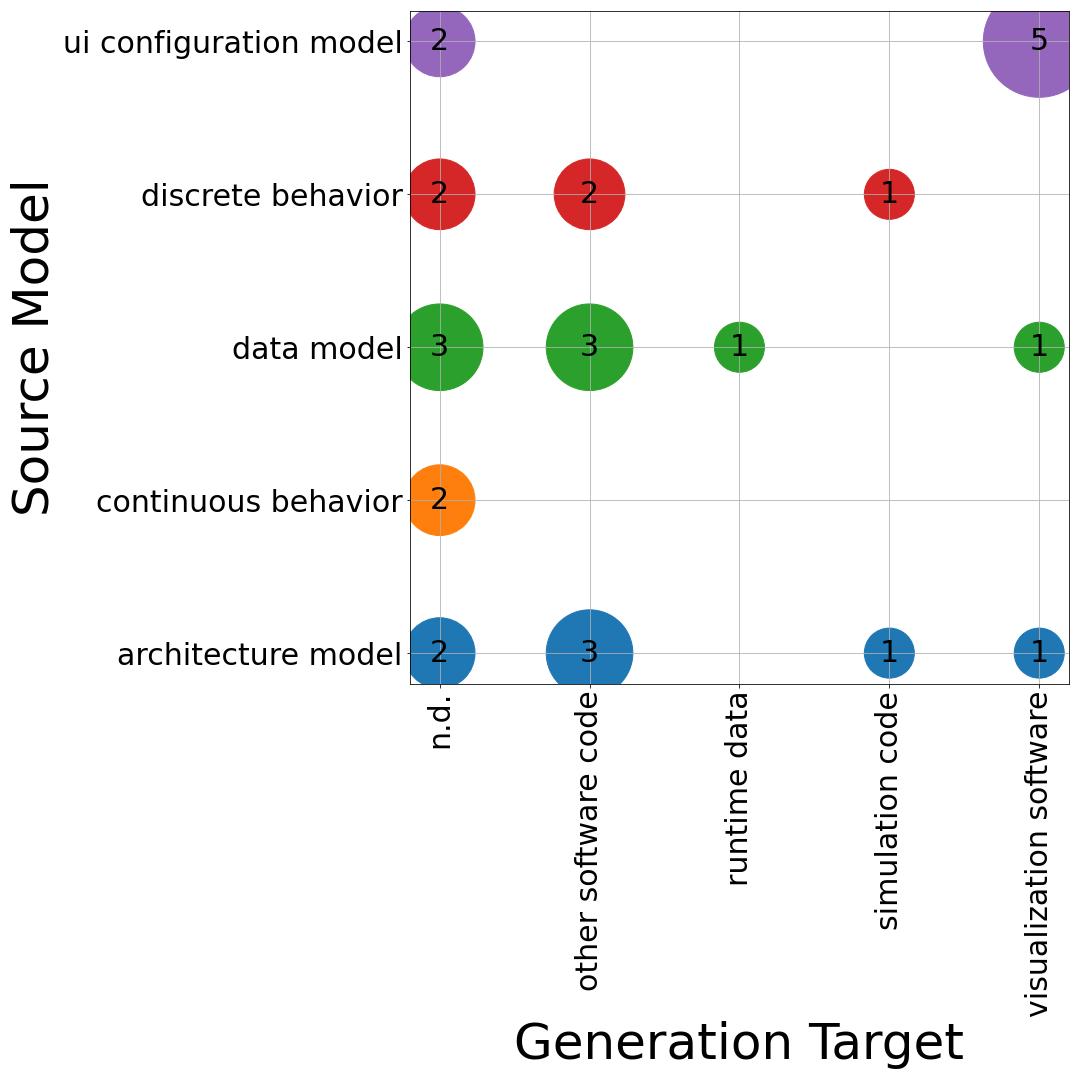 Source Model
ui configuration model 2 5
discrete behavior 2 2 1
data model 3 3 1 1
continuous behavior 2
architecture model 2 3 1 1
n.d.
other software code
runtime data
simulation code
visualization software
Generation Target